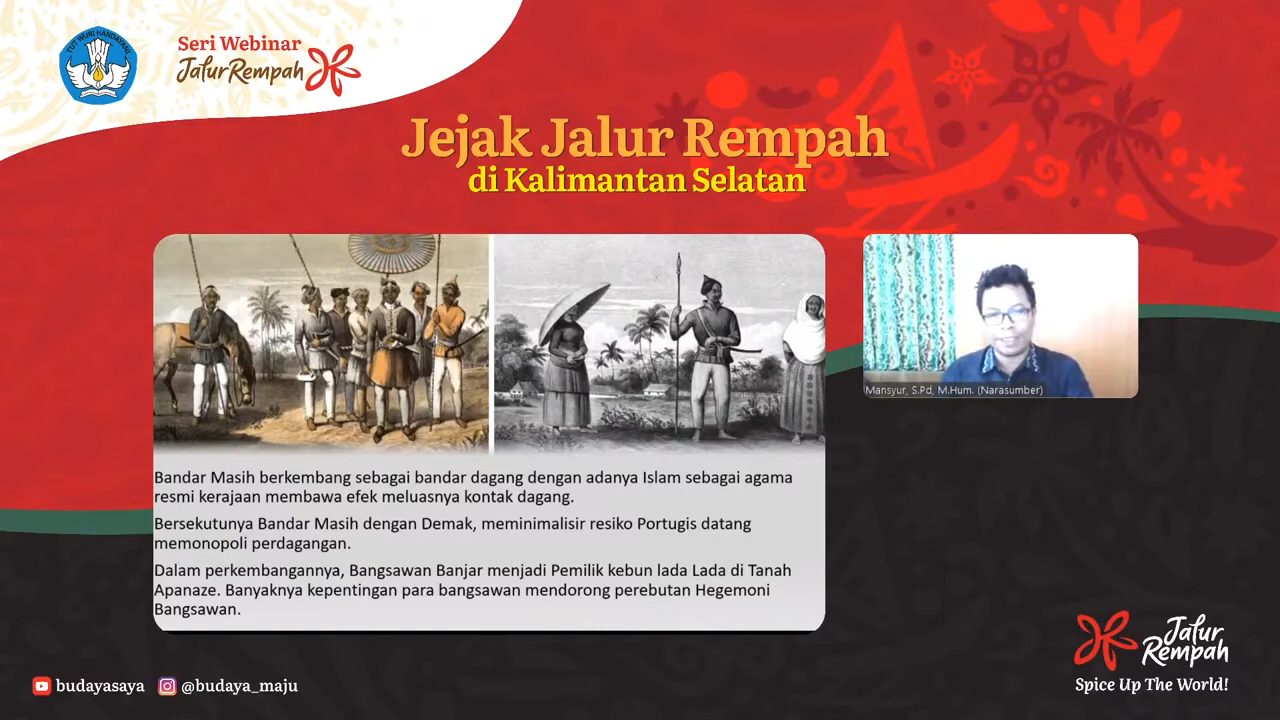 TUT WURI HANDAYANI
Seri Webinar
Jalur Rempah
Jejak Jalur Rempah
di Kalimantan Selatan
Mansyur, S.Pd, M.Hum. (Narasumber)
Bandar Masih berkembang sebagai bandar dagang dengan adanya Islam sebagai agama
resmi kerajaan membawa efek meluasnya kontak dagang.
Bersekutunya Bandar Masih dengan Demak, meminimalisir resiko Portugis datang
memonopoli perdagangan.
Dalam perkembangannya, Bangsawan Banjar menjadi Pemilik kebun lada Lada di Tanah
Apanaze. Banyaknya kepentingan para bangsawan mendorong perebutan Hegemoni
Bangsawan.
Jalur
Rempah
Spice Up The World!
budayasaya
@budaya_maju